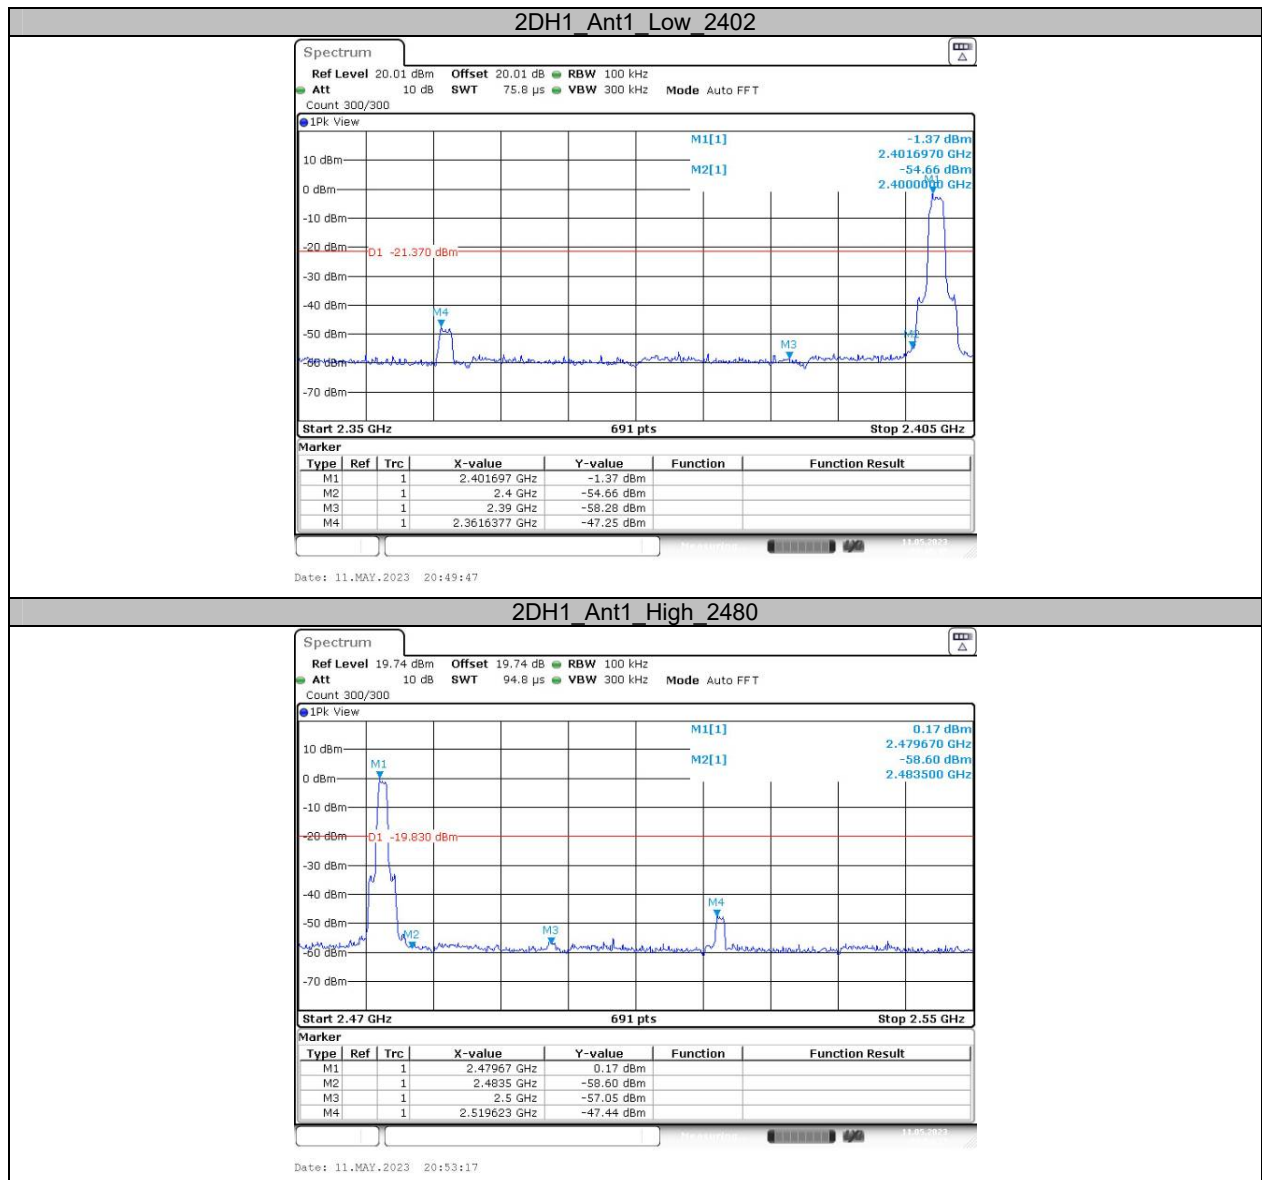 2DH1_Ant1_Low_2402
Spectrum
Ref Level 20.01 dBm Offset 20.01 dB RBW 100 kHz
Att 10 dB SWT 75.8 µs VBW 300 kHz Mode Auto FFT
Count 300/300
1Pk View
M1[1] -1.37 dBm
2.4016970 GHz
10 dBm
M2[1] -54.66 dBm
M1
0 dBm 2.4000000 GHz
-10 dBm
-20 dBm
D1 -21.370 dBm
-30 dBm
-40 dBm
M4
-50 dBm
M2
M3
-60 dBm
-70 dBm
Start 2.35 GHz 691 pts Stop 2.405 GHz
Marker
Type Ref Trc X-value Y-value Function Function Result
M1 1 2.401697 GHz -1.37 dBm
M2 1 2.4 GHz -54.66 dBm
M3 1 2.39 GHz -58.28 dBm
M4 1 2.3616377 GHz -47.25 dBm
11.05.2023
Date: 11.MAY.2023 20:49:47
2DH1_Ant1_High_2480
Spectrum
Ref Level 19.74 dBm Offset 19.74 dB RBW 100 kHz
Att 10 dB SWT 94.8 µs VBW 300 kHz Mode Auto FFT
Count 300/300
1Pk View
M1[1] 0.17 dBm
2.479670 GHz
10 dBm
M2[1] -58.60 dBm
M1
0 dBm 2.483500 GHz
-10 dBm
-20 dBm
D1 -19.830 dBm
-30 dBm
-40 dBm
M4
-50 dBm
M2 M3
-60 dBm
-70 dBm
Start 2.47 GHz 691 pts Stop 2.55 GHz
Marker
Type Ref Trc X-value Y-value Function Function Result
M1 1 2.47967 GHz 0.17 dBm
M2 1 2.4835 GHz -58.60 dBm
M3 1 2.5 GHz -57.05 dBm
M4 1 2.519623 GHz -47.44 dBm
11.05.2023
Date: 11.MAY.2023 20:53:17